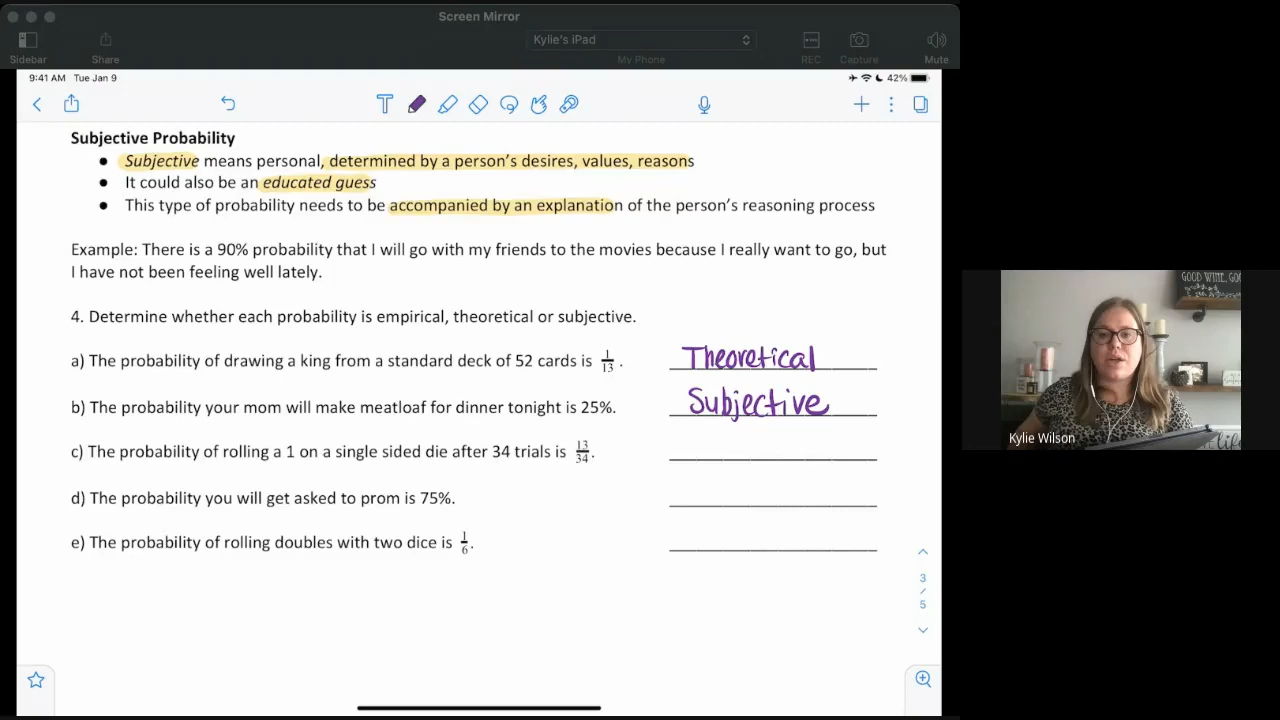 Screen Mirror
Kylie's iPad
Sidebar
Share
My Phone
REC
Capture
Mute
9:41 AM Tue Jan 9
42%
Subjective Probability
● Subjective means personal, determined by a person's desires, values, reasons
● It could also be an educated guess
● This type of probability needs to be accompanied by an explanation of the person's reasoning process
Example: There is a 90% probability that I will go with my friends to the movies because I really want to go, but
I have not been feeling well lately.
4. Determine whether each probability is empirical, theoretical or subjective.
a) The probability of drawing a king from a standard deck of 52 cards is 1/13. Theoretical
b) The probability your mom will make meatloaf for dinner tonight is 25%. Subjective
c) The probability of rolling a 1 on a single sided die after 34 trials is 13/34.
d) The probability you will get asked to prom is 75%.
e) The probability of rolling doubles with two dice is 1/6.
3
/
5
GOOD WINE, GO
Kylie Wilson